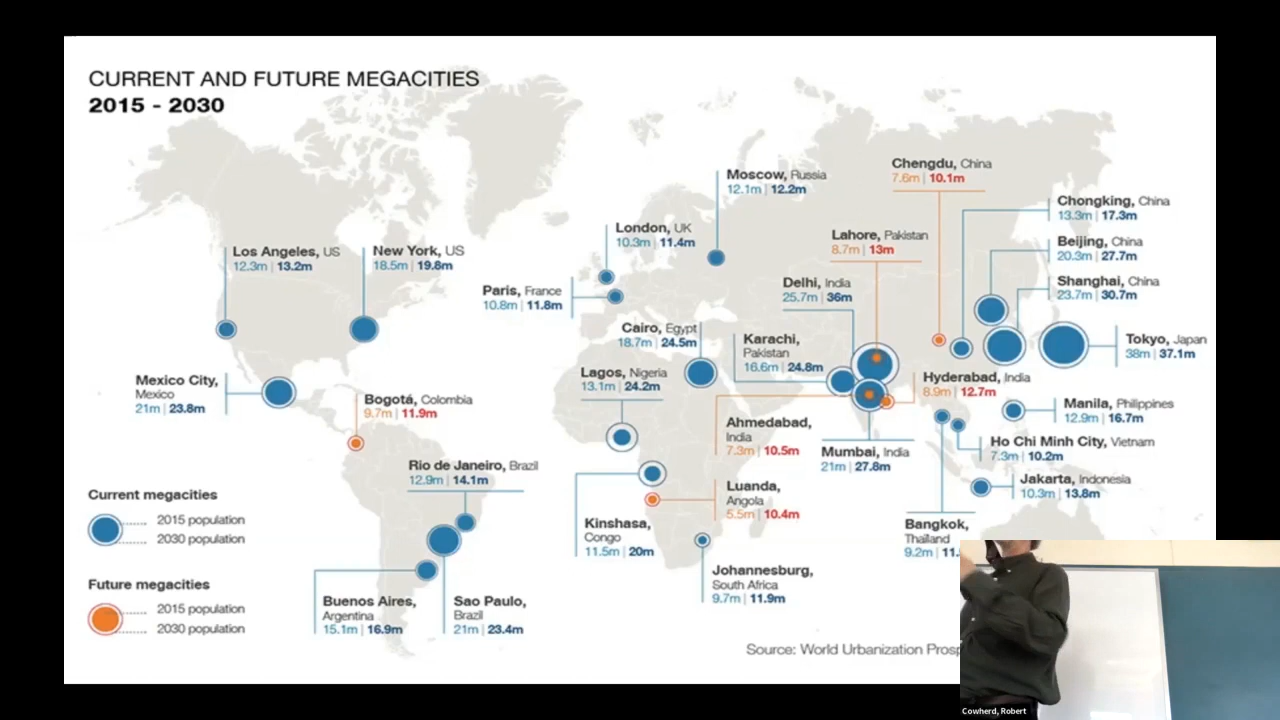 CURRENT AND FUTURE MEGACITIES
2015 - 2030
Chengdu, China
7.6m | 10.1m
Moscow, Russia
12.1m | 12.2m
Chongking, China
13.3m | 17.3m
London, UK
10.3m | 11.4m
Lahore, Pakistan
8.7m | 13m
Beijing, China
20.3m | 27.7m
Los Angeles, US
12.3m | 13.2m
New York, US
18.5m | 19.8m
Delhi, India
25.7m | 36m
Shanghai, China
23.7m | 30.7m
Paris, France
10.8m | 11.8m
Cairo, Egypt
18.7m | 24.5m
Karachi,
Pakistan
16.6m | 24.8m
Tokyo, Japan
38m | 37.1m
Lagos, Nigeria
13.1m | 24.2m
Hyderabad, India
8.9m | 12.7m
Mexico City,
Mexico
21m | 23.8m
Bogotá, Colombia
9.7m | 11.9m
Manila, Philippines
12.9m | 16.7m
Ahmedabad,
India
7.3m | 10.5m
Mumbai, India
21m | 27.8m
Ho Chi Minh City, Vietnam
7.3m | 10.2m
Rio de Janeiro, Brazil
12.9m | 14.1m
Jakarta, Indonesia
10.3m | 13.8m
Luanda,
Angola
5.5m | 10.4m
Kinshasa,
Congo
11.5m | 20m
Bangkok,
Thailand
9.2m | 11.
Johannesburg,
South Africa
9.7m | 11.9m
Buenos Aires,
Argentina
15.1m | 16.9m
Sao Paulo,
Brazil
21m | 23.4m
Current megacities
2015 population
2030 population
Future megacities
2015 population
2030 population
Source: World Urbanization Prosp
Cowherd, Robert